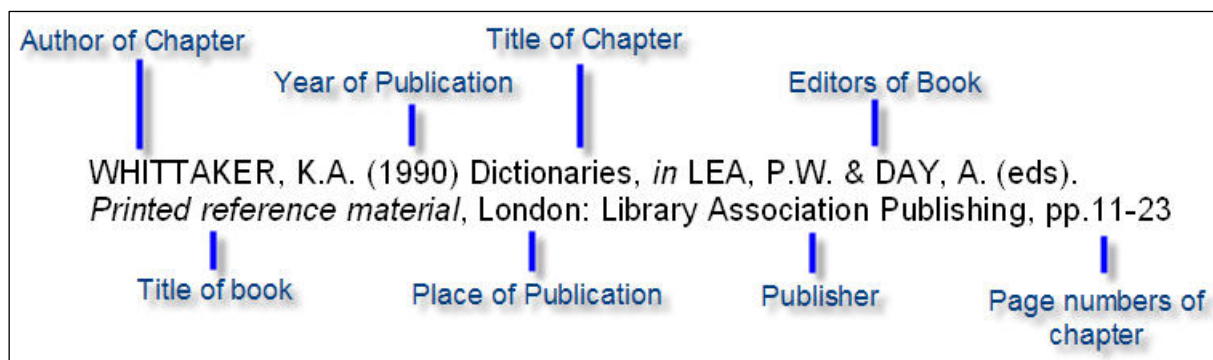 Author of Chapter
Title of Chapter
Year of Publication
Editors of Book
WHITTAKER, K.A. (1990) Dictionaries, in LEA, P.W. & DAY, A. (eds).
Printed reference material, London: Library Association Publishing, pp.11-23
Title of book
Place of Publication
Publisher
Page numbers of
chapter